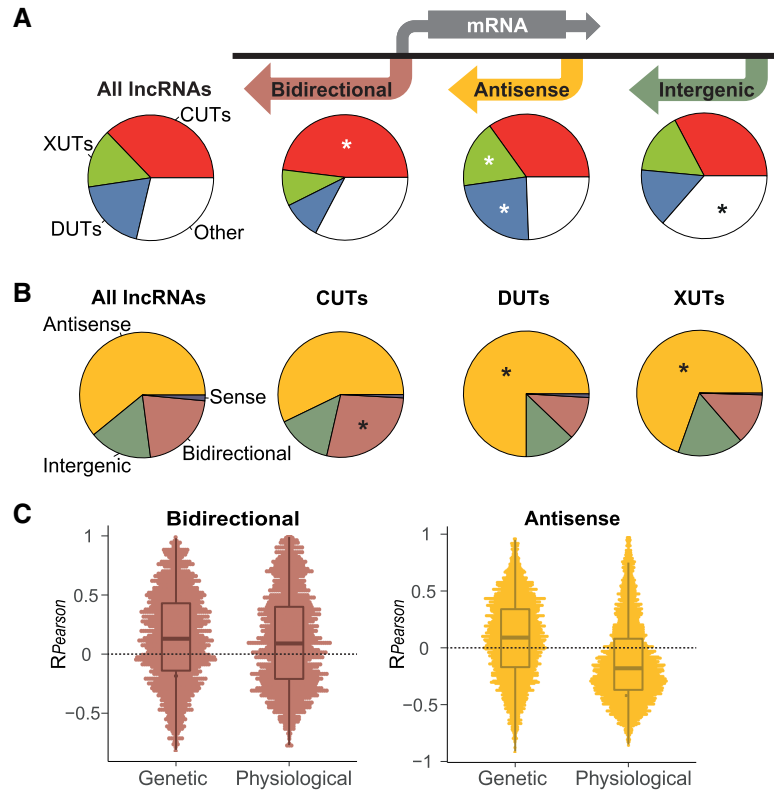 A
mRNA
All lncRNAs
Bidirectional
Antisense
Intergenic
CUTs
XUTs
DUTs
Other
*
*
*
*
B
All lncRNAs
CUTs
DUTs
XUTs
Antisense
Sense
Bidirectional
Intergenic
*
*
*
C
Bidirectional
RPearson
1
0.5
0
−0.5
Genetic
Physiological
Antisense
RPearson
1
0.5
0
−0.5
−1
Genetic
Physiological